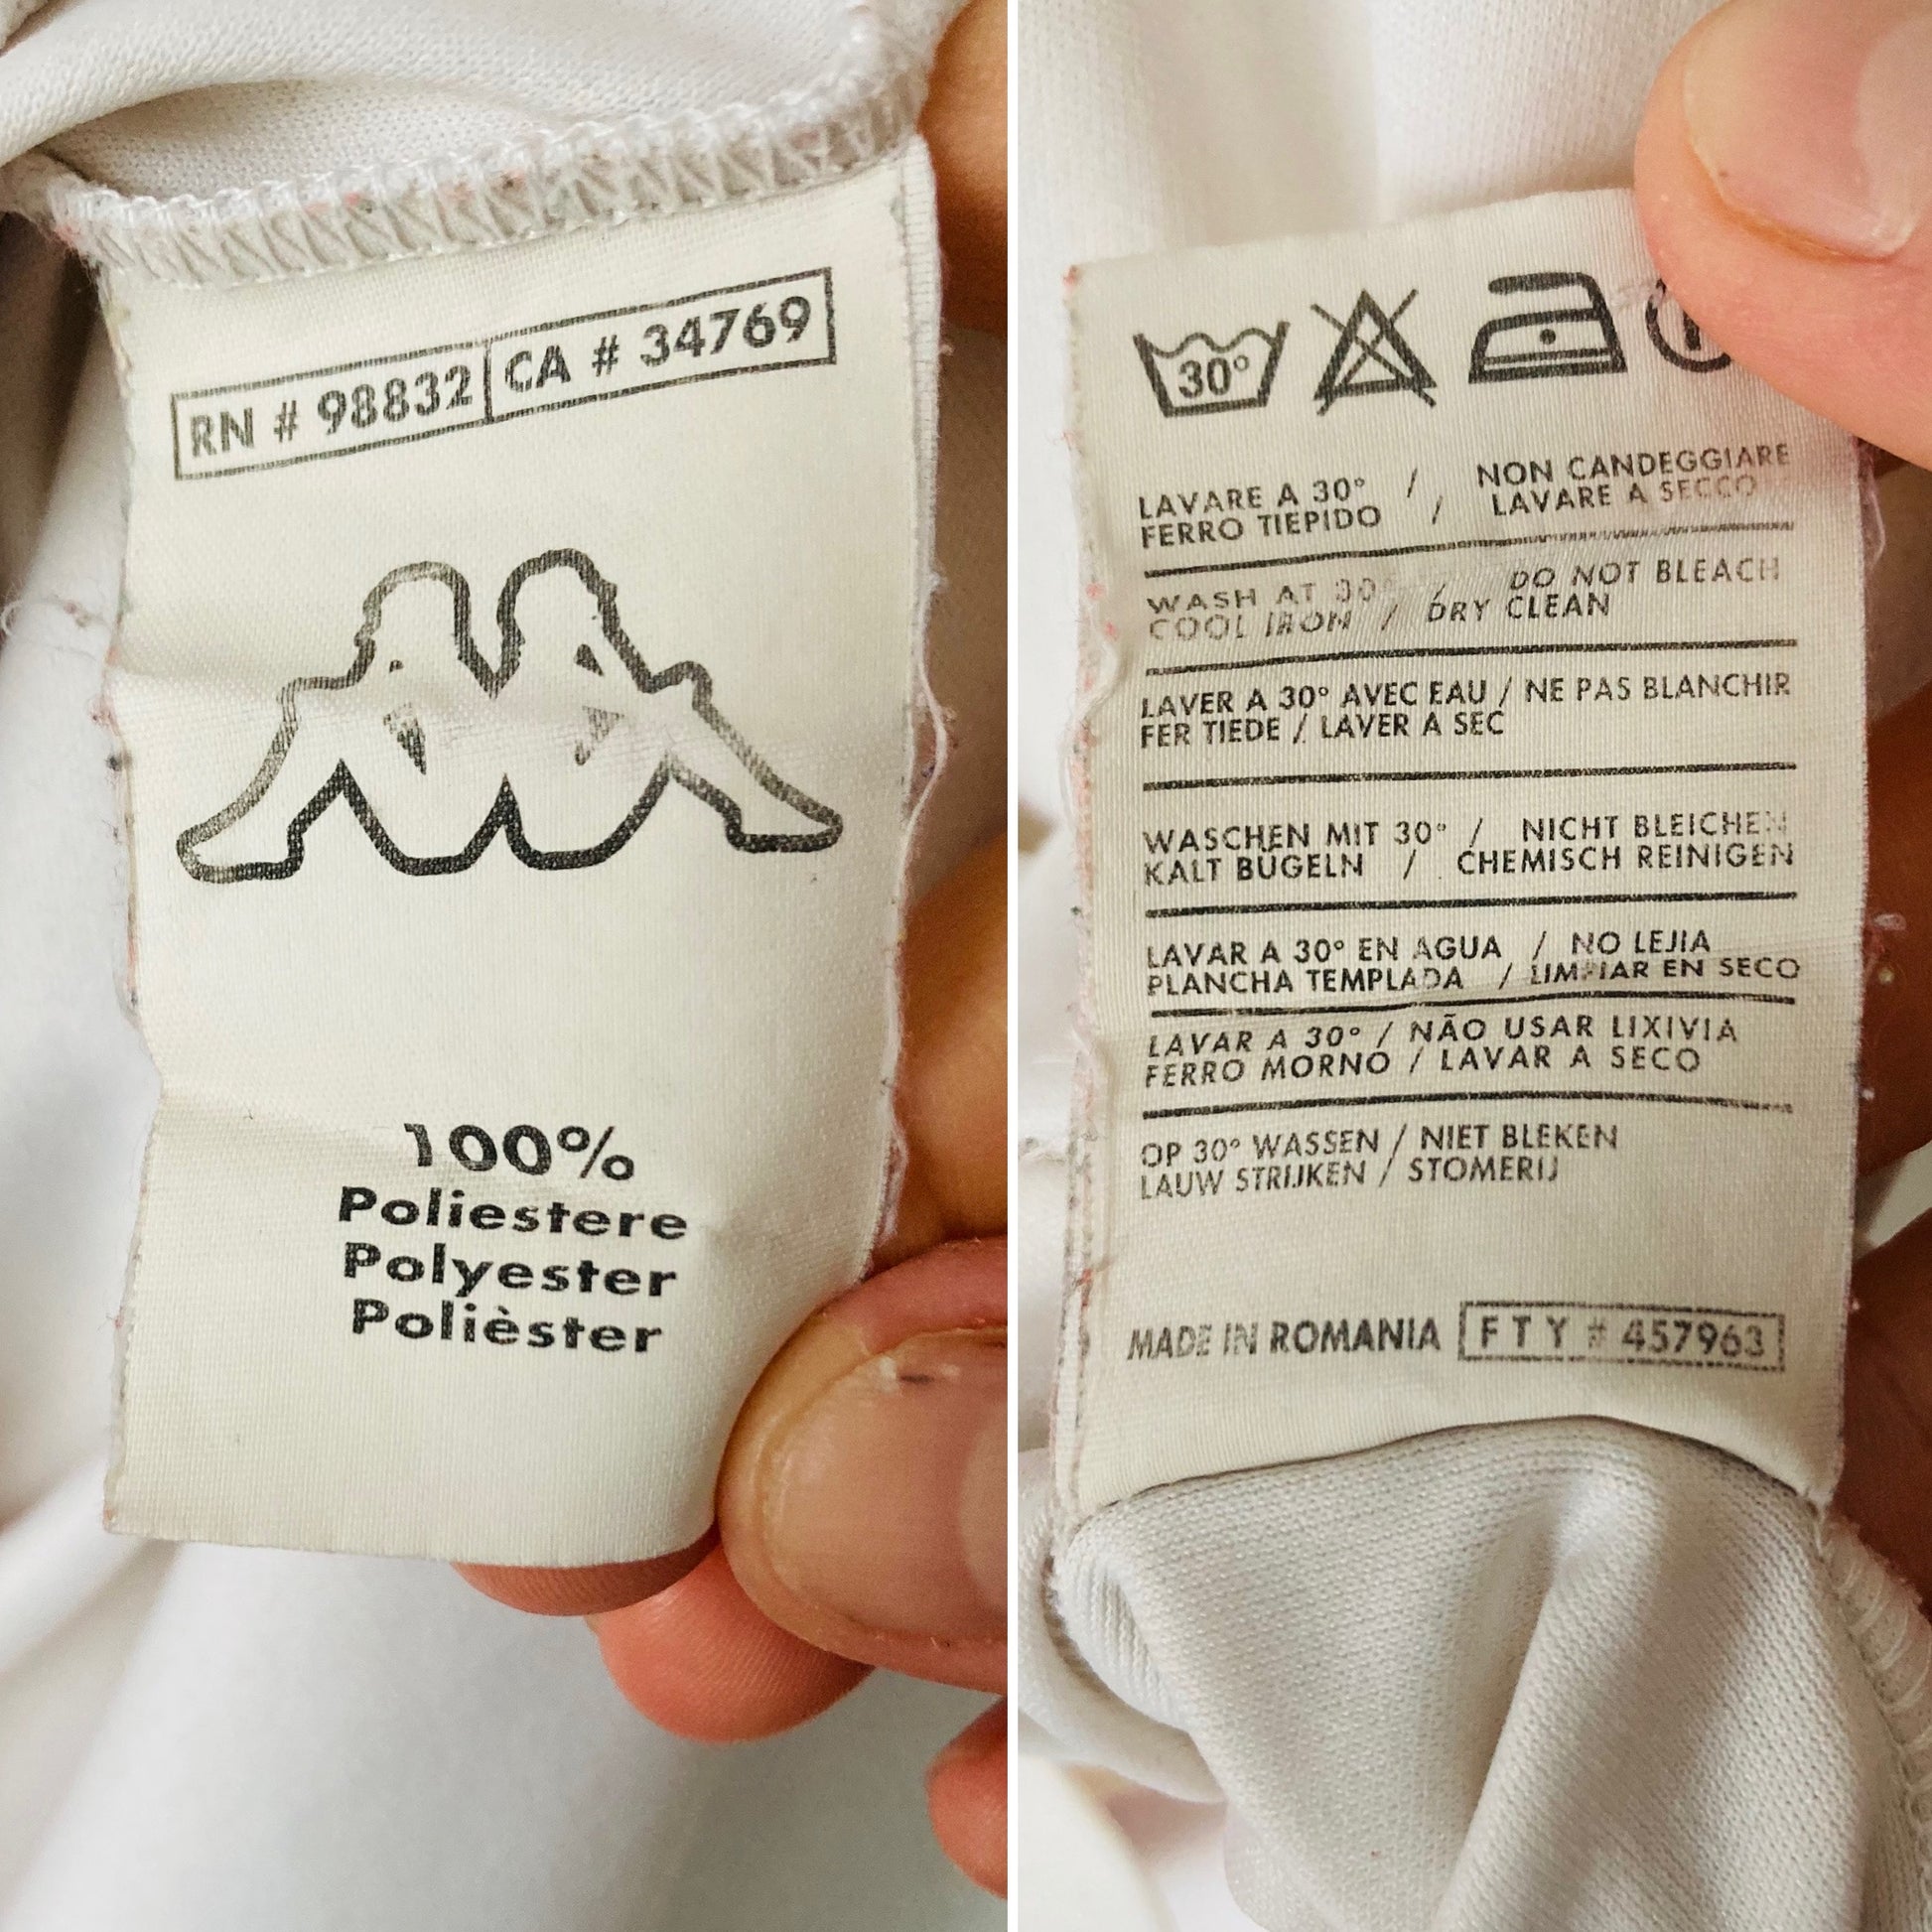 RN # 98832 CA # 34769
100%
Poliestere
Polyester
Polièster
30°
LAVARE A 30° / NON CANDEGGIARE
FERRO TIEPIDO / LAVARE A SECCO
WASH AT 30° / DO NOT BLEACH
COOL IRON / DRY CLEAN
LAVER A 30° AVEC EAU / NE PAS BLANCHIR
FER TIEDE / LAVER A SEC
WASCHEN MIT 30° / NICHT BLEICHEN
KALT BÜGELN / CHEMISCH REINIGEN
LAVAR A 30° EN AGUA / NO LEJIA
PLANCHA TEMPLADA / LIMPIAR EN SECO
LAVAR A 30° / NÃO USAR LIXIVIA
FERRO MORNO / LAVAR A SECO
OP 30° WASSEN / NIET BLEKEN
LAUW STRIJKEN / STOMERIJ
MADE IN ROMANIA FTY # 457963